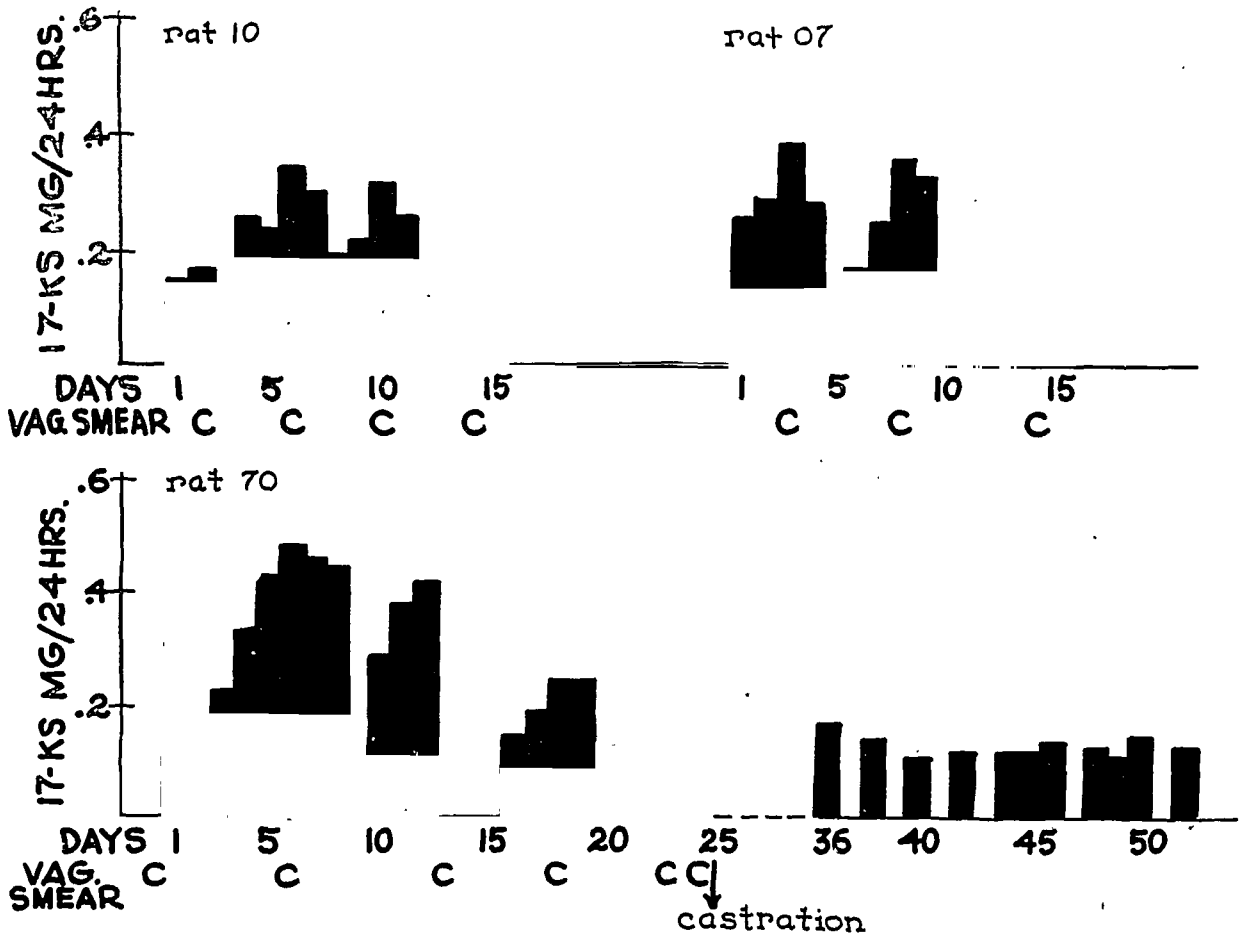 rat 10
rat 07
17-KS MG/24HRS.
.6
.4
.2
DAYS 1 5 10 15 1 5 10 15
VAG. SMEAR C C C C C C C
rat 70
17-KS MG/24HRS.
.6
.4
.2
DAYS 1 5 10 15 20 25 36 40 45 50
VAG. C C C C C C
SMEAR
castration